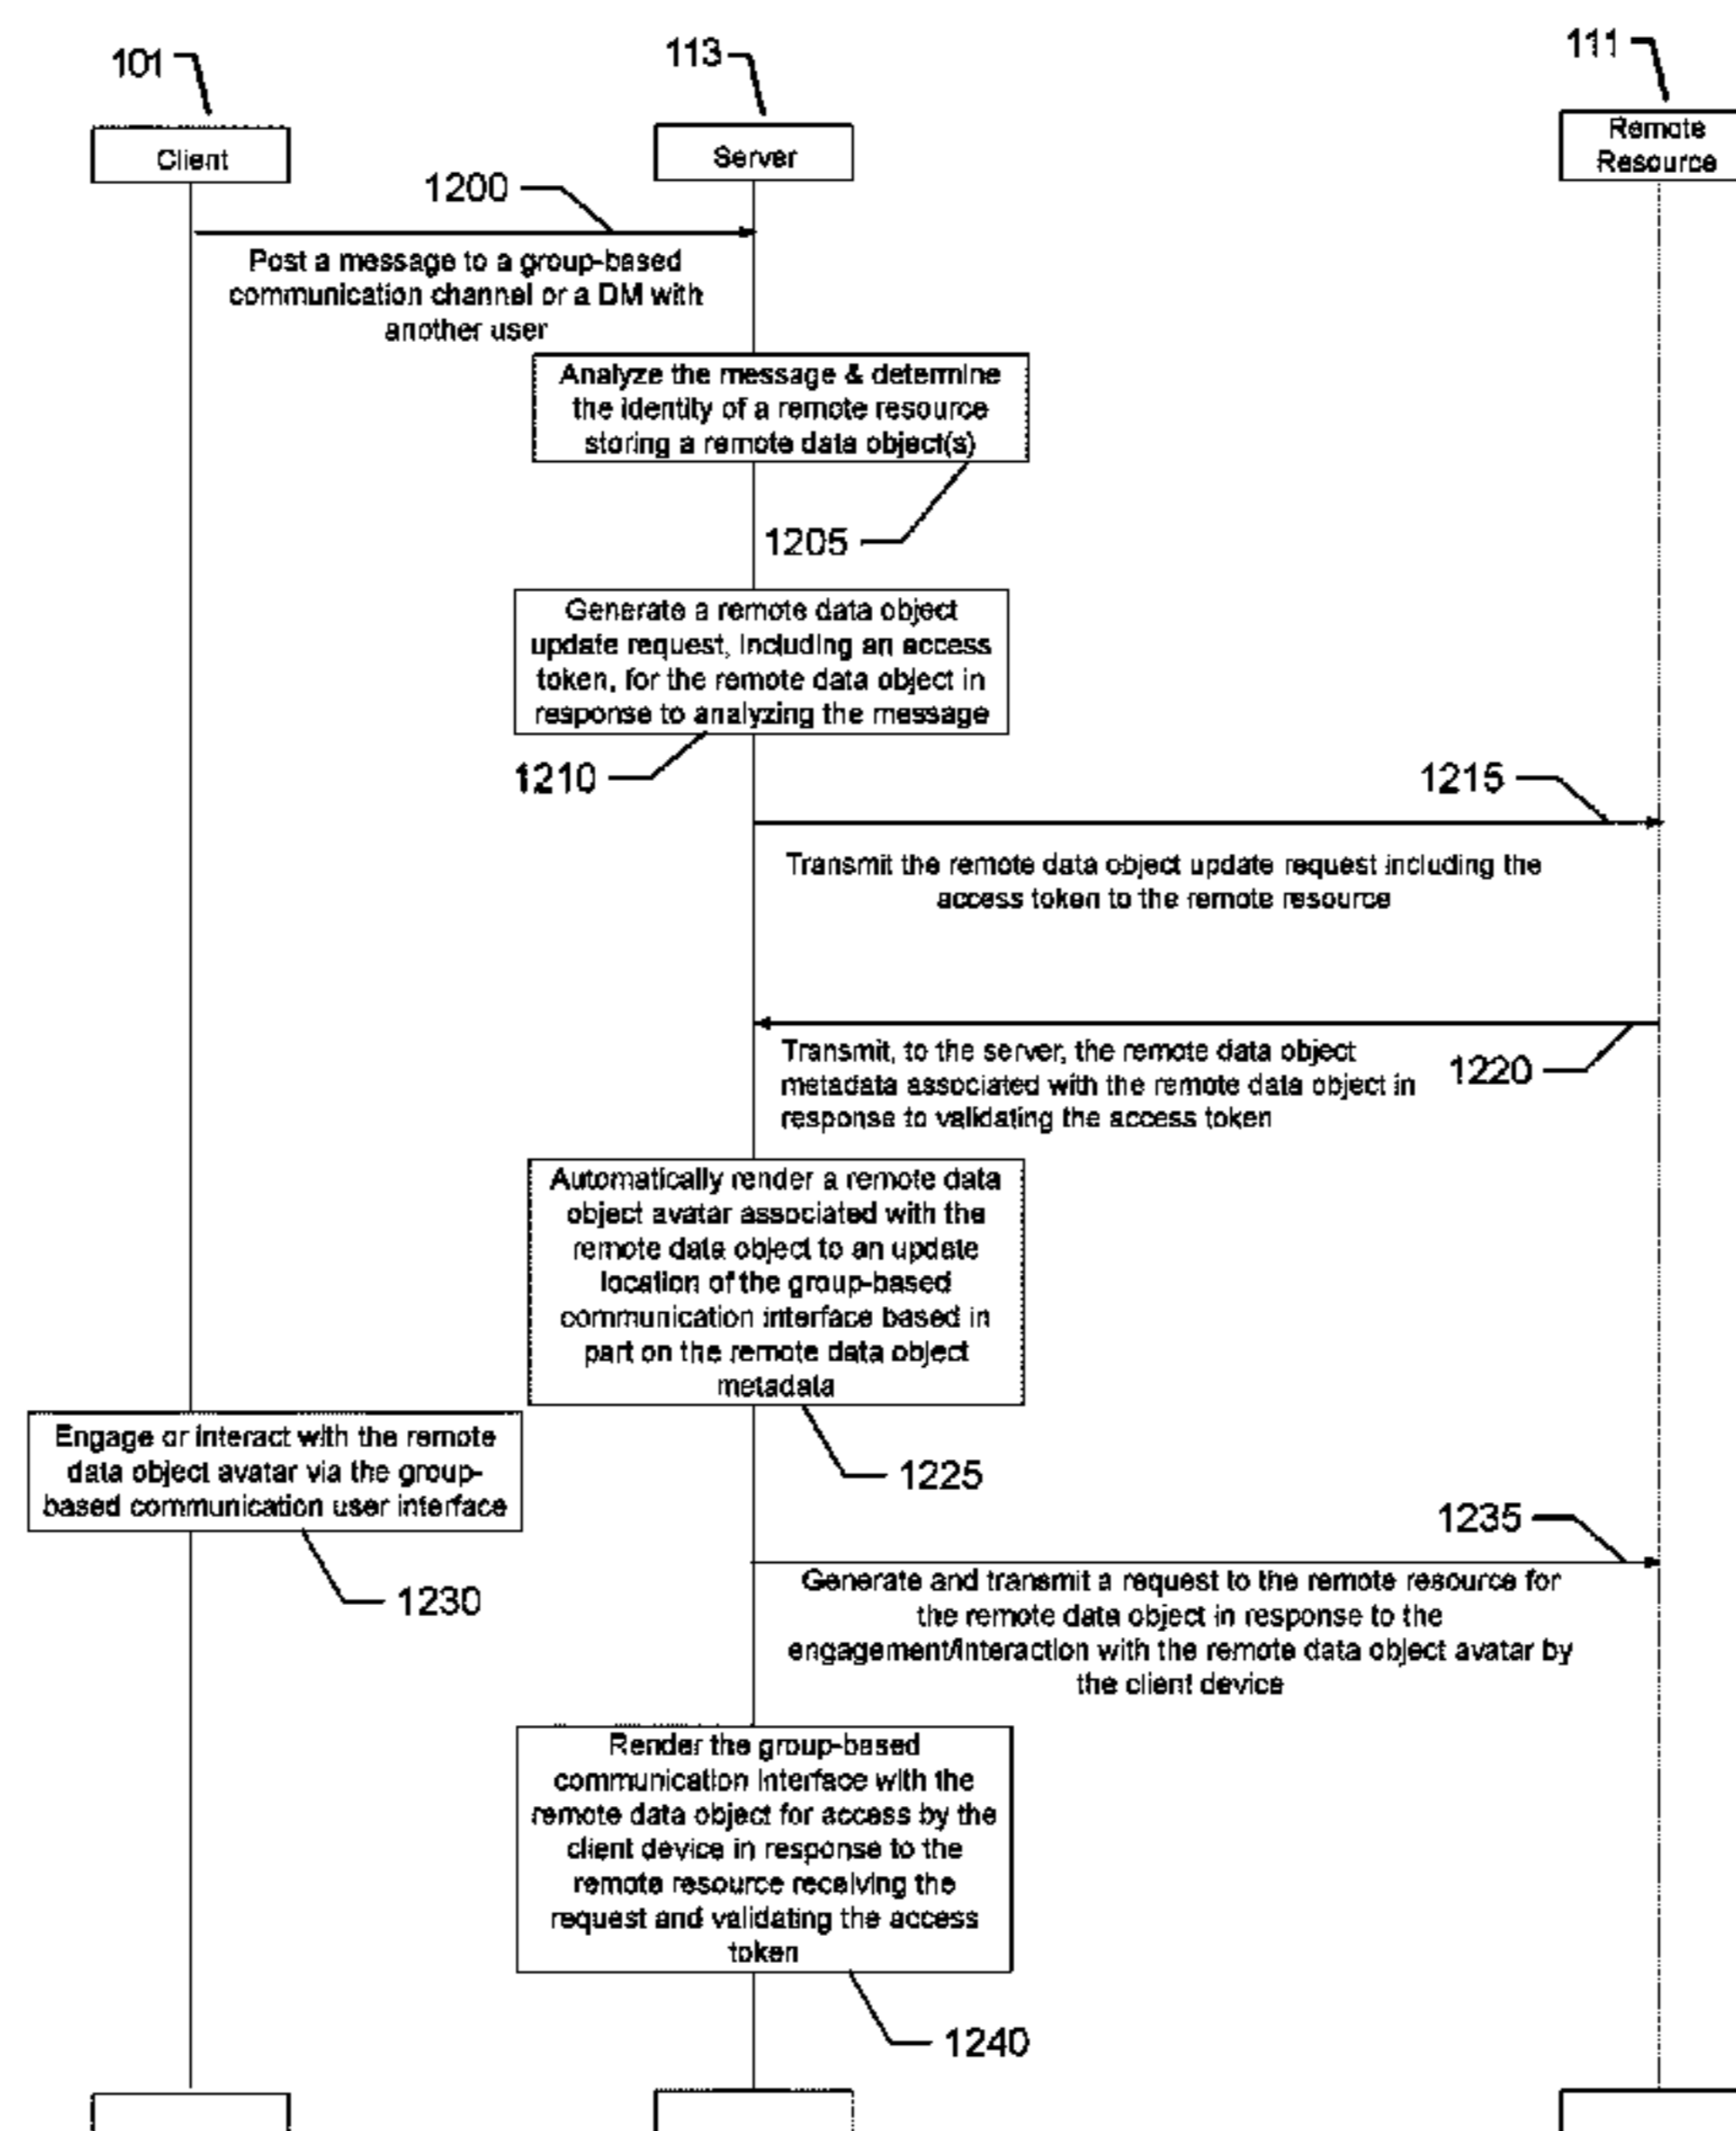 101
113
111
Client
Server
Remote
Resource
1200
Post a message to a group-based
communication channel or a DM with
another user
Analyze the message & determine
the identity of a remote resource
storing a remote data object(s)
1205
Generate a remote data object
update request, including an access
token, for the remote data object in
response to analyzing the message
1210
1215
Transmit the remote data object update request including the
access token to the remote resource
Transmit, to the server, the remote data object
metadata associated with the remote data object in
response to validating the access token
1220
Automatically render a remote data
object avatar associated with the
remote data object to an update
location of the group-based
communication interface based in
part on the remote data object
metadata
1225
Engage or interact with the remote
data object avatar via the group-
based communication user interface
1230
1235
Generate and transmit a request to the remote resource for
the remote data object in response to the
engagement/interaction with the remote data object avatar by
the client device
Render the group-based
communication interface with the
remote data object for access by the
client device in response to the
remote resource receiving the
request and validating the access
token
1240